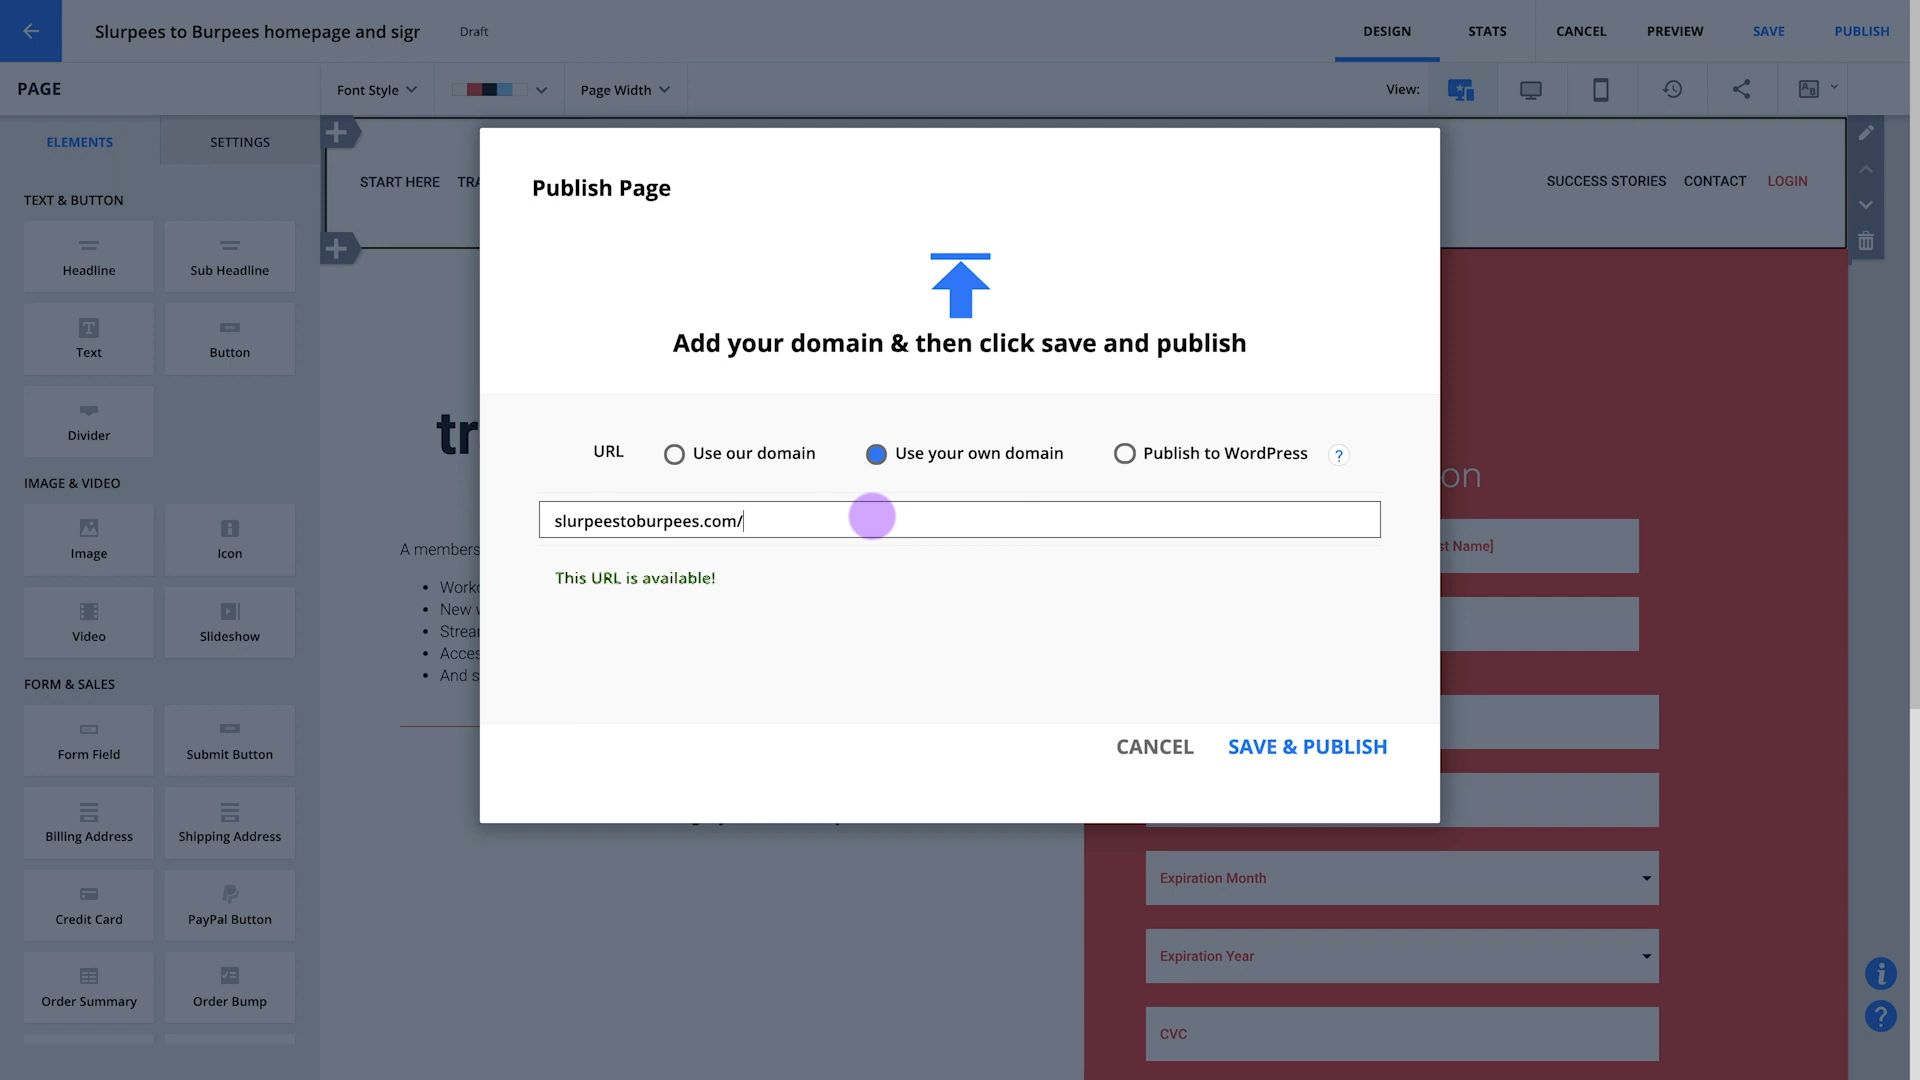 Slurpees to Burpees homepage and sigr
Draft
DESIGN
STATS
CANCEL
PREVIEW
SAVE
PUBLISH
PAGE
Font Style
Page Width
View:
ELEMENTS
SETTINGS
START HERE
SUCCESS STORIES
CONTACT
LOGIN
TEXT & BUTTON
Headline
Sub Headline
Text
Button
Divider
IMAGE & VIDEO
Image
Icon
Video
Slideshow
FORM & SALES
Form Field
Submit Button
Billing Address
Shipping Address
Credit Card
PayPal Button
Order Summary
Order Bump
Publish Page
Add your domain & then click save and publish
URL
Use our domain
Use your own domain
Publish to WordPress
?
slurpeestoburpees.com/
This URL is available!
CANCEL
SAVE & PUBLISH
A
And
Name]
Expiration Month
Expiration Year
CVC